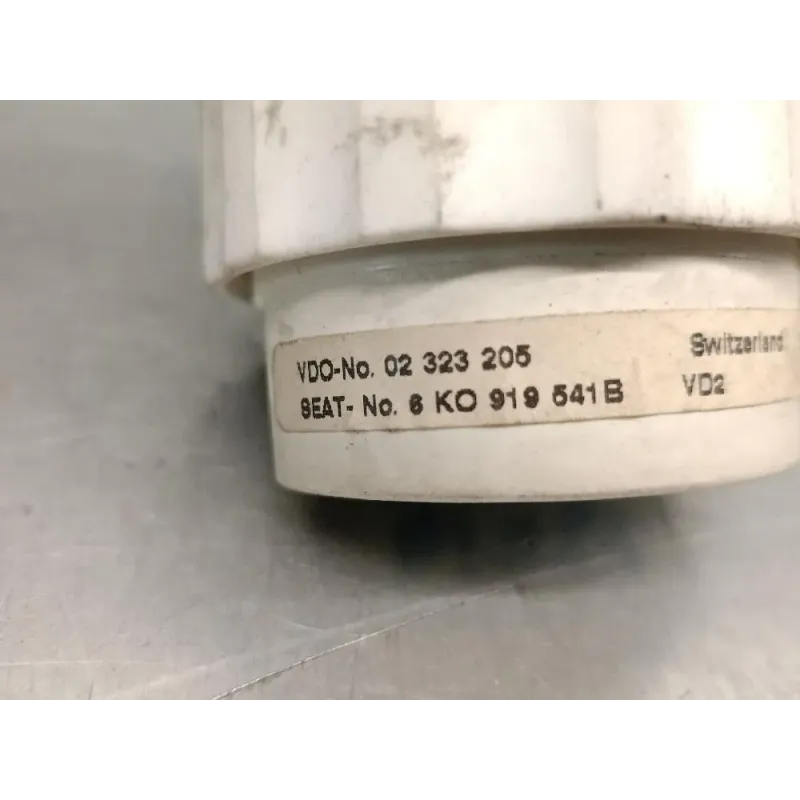 VDO-No. 02 323 205
SEAT- No. 6 KO 919 541 B
Switzerland
VD2